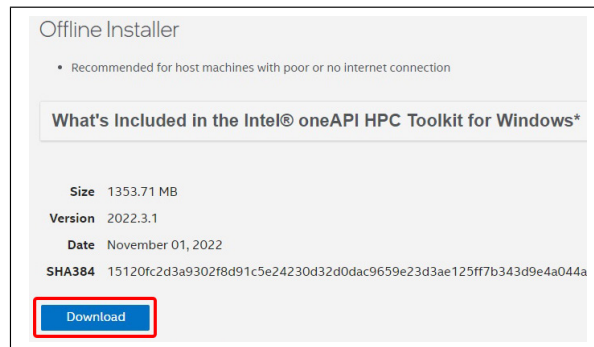 Offline Installer
• Recommended for host machines with poor or no internet connection
What's Included in the Intel® oneAPI HPC Toolkit for Windows*
Size 1353.71 MB
Version 2022.3.1
Date November 01, 2022
SHA384 15120fc2d3a9302f8d91c5e24230d32d0dac9659e23d3ae125ff7b343d9e4a044a
Download